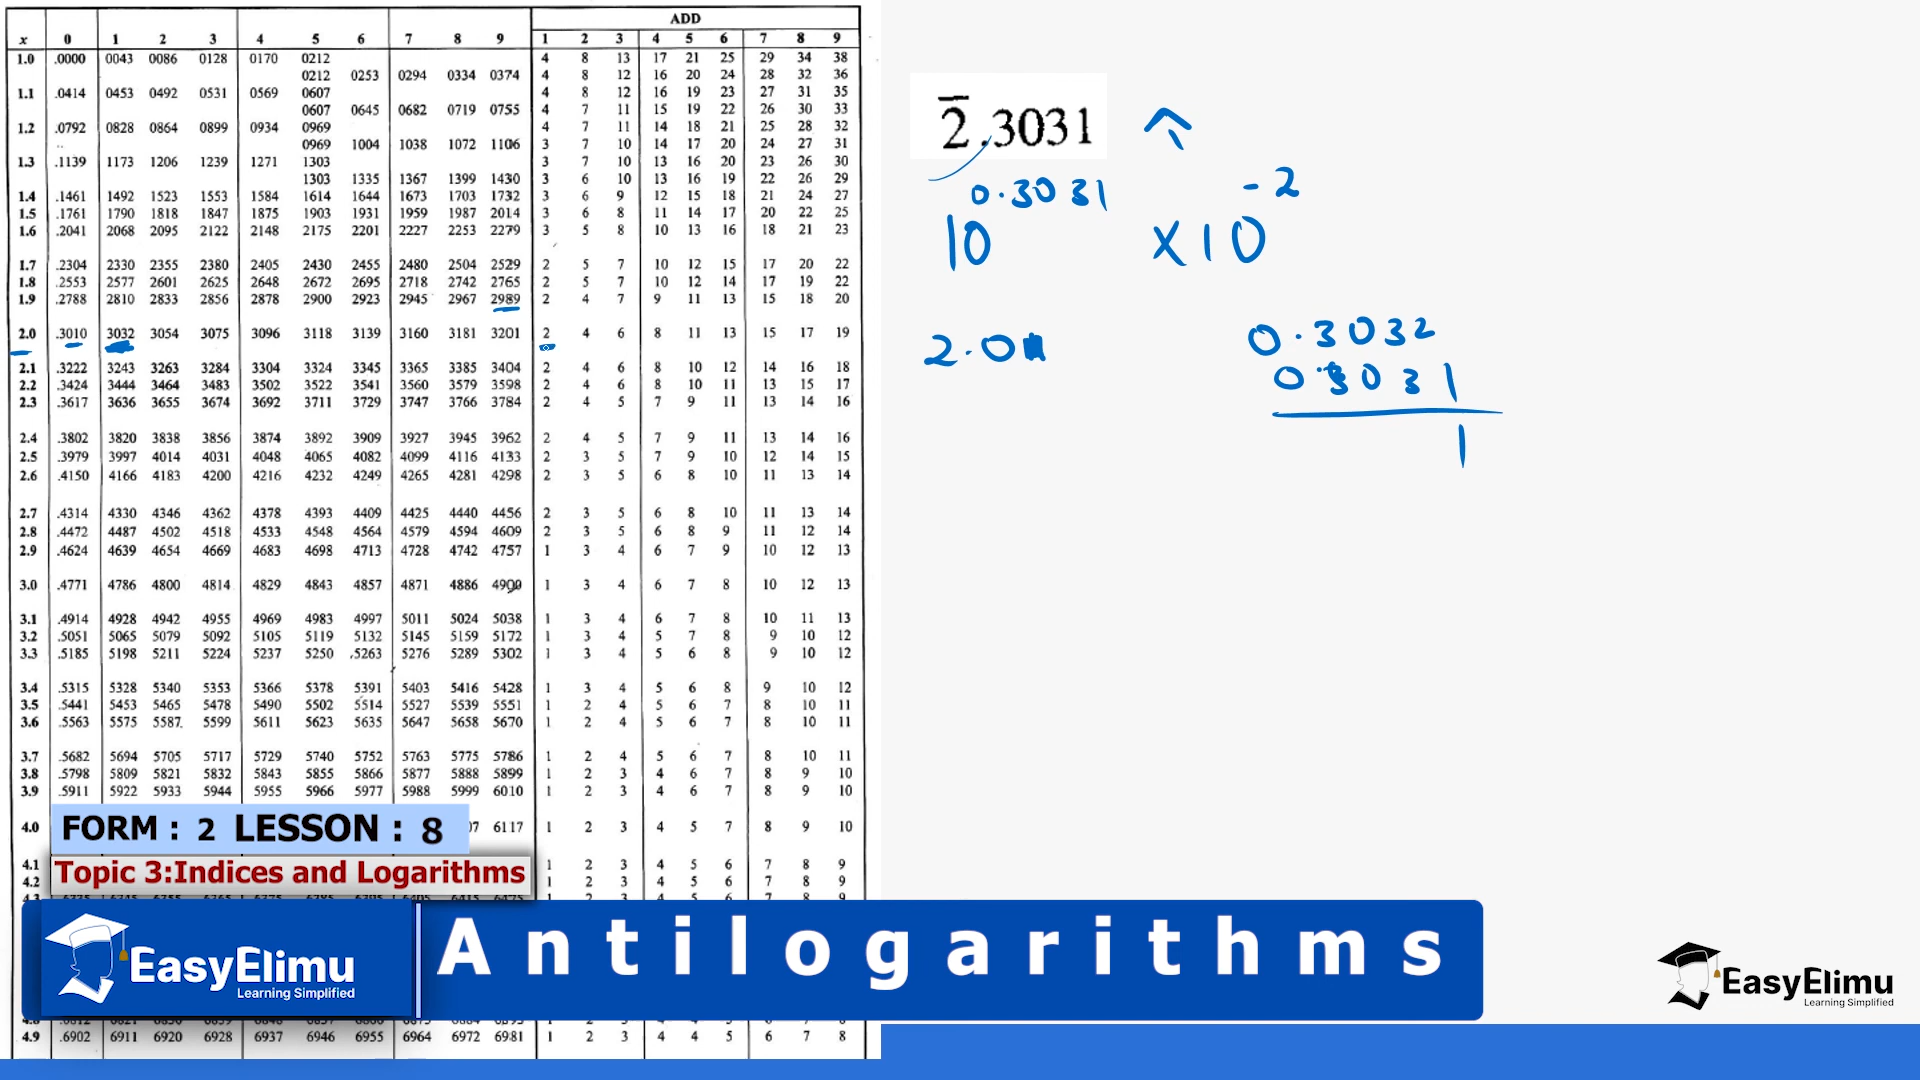 ADD
x 0 1 2 3 4 5 6 7 8 9 1 2 3 4 5 6 7 8 9
1.0 .0000 0043 0086 0128 0170 0212 4 8 13 17 21 25 29 34 38
0212 0253 0294 0334 0374 4 8 12 16 20 24 28 32 36
1.1 .0414 0453 0492 0531 0569 0607 4 8 12 16 19 23 27 31 35
0607 0645 0682 0719 0755 4 7 11 15 19 22 26 30 33
1.2 .0792 0828 0864 0899 0934 0969 4 7 11 14 18 21 25 28 32
0969 1004 1038 1072 1106 3 7 10 14 17 20 24 27 31
1.3 .1139 1173 1206 1239 1271 1303 3 7 10 13 16 20 23 26 30
1303 1335 1367 1399 1430 3 6 10 13 16 19 22 26 29
1.4 .1461 1492 1523 1553 1584 1614 1644 1673 1703 1732 3 6 9 12 15 18 21 24 27
1.5 .1761 1790 1818 1847 1875 1903 1931 1959 1987 2014 3 6 8 11 14 17 20 22 25
1.6 .2041 2068 2095 2122 2148 2175 2201 2227 2253 2279 3 5 8 10 13 16 18 21 23
1.7 .2304 2330 2355 2380 2405 2430 2455 2480 2504 2529 2 5 7 10 12 15 17 20 22
1.8 .2553 2577 2601 2625 2648 2672 2695 2718 2742 2765 2 5 7 10 12 14 17 19 22
1.9 .2788 2810 2833 2856 2878 2900 2923 2945 2967 2989 2 4 7 9 11 13 15 18 20
2.0 .3010 3032 3054 3075 3096 3118 3139 3160 3181 3201 2 4 6 8 11 13 15 17 19
2.1 .3222 3243 3263 3284 3304 3324 3345 3365 3385 3404 2 4 6 8 10 12 14 16 18
2.2 .3424 3444 3464 3483 3502 3522 3541 3560 3579 3598 2 4 6 8 10 12 13 15 17
2.3 .3617 3636 3655 3674 3692 3711 3729 3747 3766 3784 2 4 5 7 9 11 13 14 16
2.4 .3802 3820 3838 3856 3874 3892 3909 3927 3945 3962 2 4 5 7 9 11 13 14 16
2.5 .3979 3997 4014 4031 4048 4065 4082 4099 4116 4133 2 3 5 7 9 10 12 14 15
2.6 .4150 4166 4183 4200 4216 4232 4249 4265 4281 4298 2 3 5 6 8 10 11 13 14
2.7 .4314 4330 4346 4362 4378 4393 4409 4425 4440 4456 2 3 5 6 8 10 11 13 14
2.8 .4472 4487 4502 4518 4533 4548 4564 4579 4594 4609 2 3 5 6 8 9 11 12 14
2.9 .4624 4639 4654 4669 4683 4698 4713 4728 4742 4757 1 3 4 6 7 9 10 12 13
3.0 .4771 4786 4800 4814 4829 4843 4857 4871 4886 4900 1 3 4 6 7 8 10 12 13
3.1 .4914 4928 4942 4955 4969 4983 4997 5011 5024 5038 1 3 4 6 7 8 10 11 13
3.2 .5051 5065 5079 5092 5105 5119 5132 5145 5159 5172 1 3 4 5 7 8 9 10 12
3.3 .5185 5198 5211 5224 5237 5250 .5263 5276 5289 5302 1 3 4 5 6 8 9 10 12
3.4 .5315 5328 5340 5353 5366 5378 5391 5403 5416 5428 1 3 4 5 6 8 9 10 12
3.5 .5441 5453 5465 5478 5490 5502 5514 5527 5539 5551 1 2 4 5 6 7 8 10 11
3.6 .5563 5575 5587. 5599 5611 5623 5635 5647 5658 5670 1 2 4 5 6 7 8 10 11
3.7 .5682 5694 5705 5717 5729 5740 5752 5763 5775 5786 1 2 4 5 6 7 8 10 11
3.8 .5798 5809 5821 5832 5843 5855 5866 5877 5888 5899 1 2 3 4 6 7 8 9 10
3.9 .5911 5922 5933 5944 5955 5966 5977 5988 5999 6010 1 2 3 4 6 7 8 9 10
4.0 07 6117 1 2 3 4 5 7 8 9 10
4.1 1 2 3 4 5 6 7 8 9
4.2 1 2 3 4 5 6 7 8 9
4.9 .6902 6911 6920 6928 6937 6946 6955 6964 6972 6981 1 2 3 4 4 5 6 7 8
2̅.3031
10^0.3031 × 10^-2
2.0
0.3032
0.3031
1
FORM : 2 LESSON : 8
Topic 3:Indices and Logarithms
EasyElimu
Learning Simplified
Antilogarithms
EasyElimu
Learning Simplified